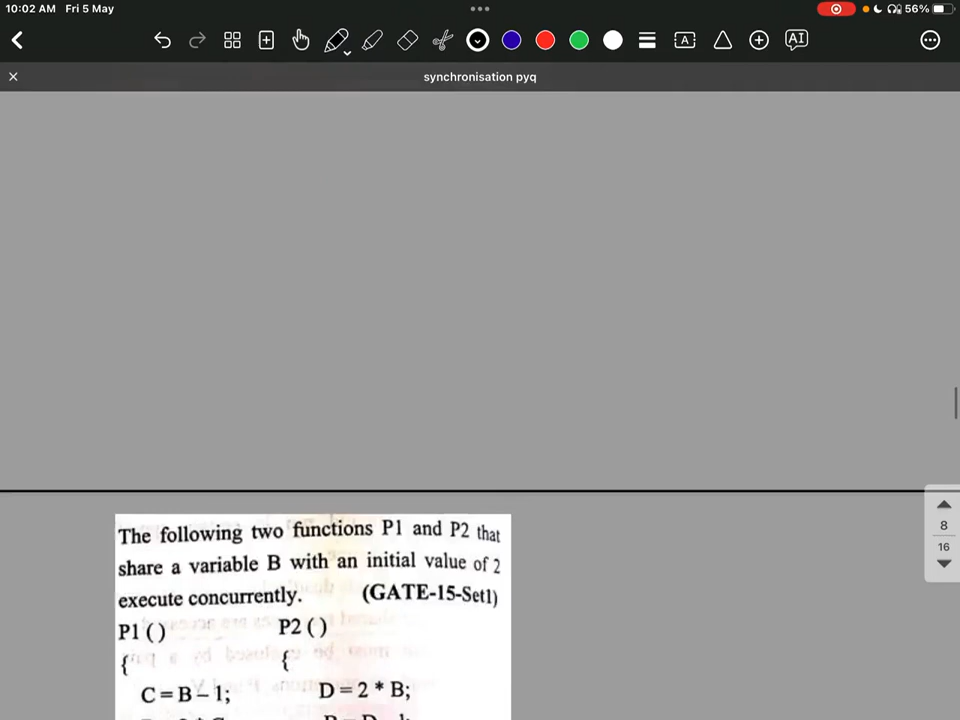 10:02 AM Fri 5 May
56%
AI
synchronisation pyq
8
16
The following two functions P1 and P2 that
share a variable B with an initial value of 2
execute concurrently. (GATE-15-Set1)
P1 () P2 ()
{ {
C = B – 1; D = 2 * B;